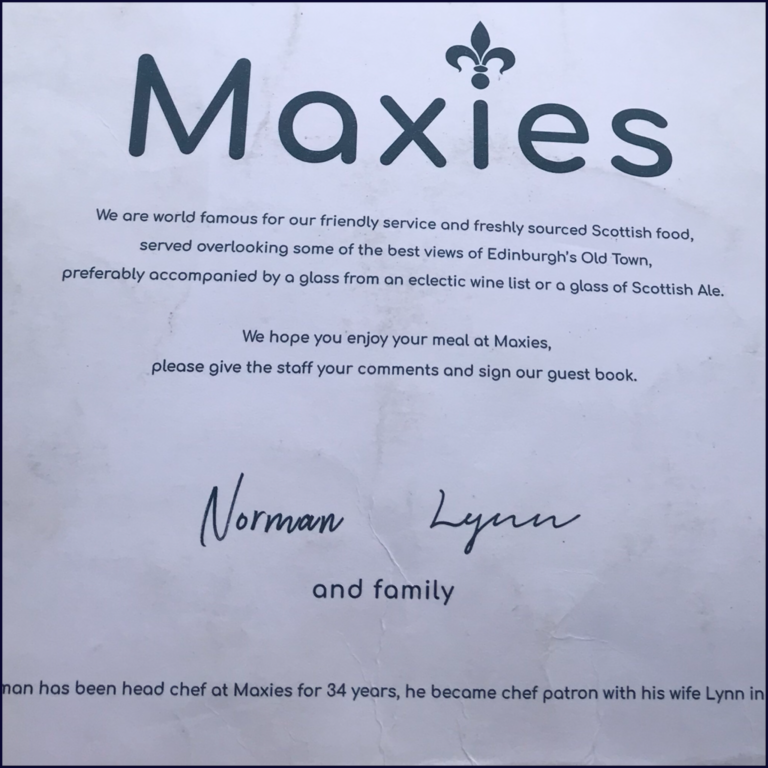 Maxies
We are world famous for our friendly service and freshly sourced Scottish food,
served overlooking some of the best views of Edinburgh's Old Town,
preferably accompanied by a glass from an eclectic wine list or a glass of Scottish Ale.
We hope you enjoy your meal at Maxies,
please give the staff your comments and sign our guest book.
Norman Lynn
and family
man has been head chef at Maxies for 34 years, he became chef patron with his wife Lynn in